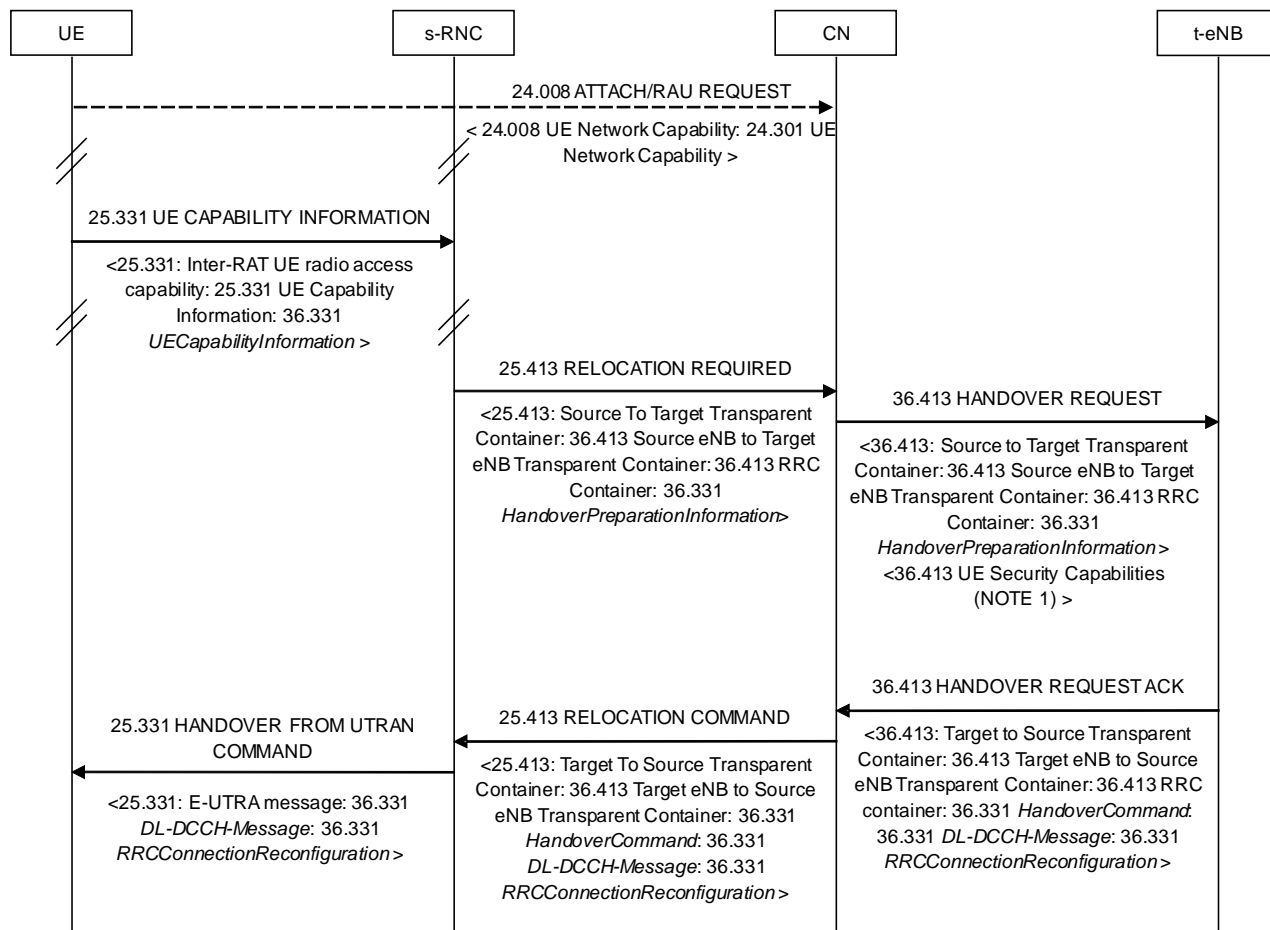 UE
s-RNC
CN
t-eNB
24.008 ATTACH/RAU REQUEST
< 24.008 UE Network Capability: 24.301 UE
Network Capability >
25.331 UE CAPABILITY INFORMATION
<25.331: Inter-RAT UE radio access
capability: 25.331 UE Capability
Information: 36.331
UECapabilityInformation >
25.413 RELOCATION REQUIRED
<25.413: Source To Target Transparent
Container: 36.413 Source eNB to Target
eNB Transparent Container: 36.413 RRC
Container: 36.331
HandoverPreparationInformation>
36.413 HANDOVER REQUEST
<36.413: Source to Target Transparent
Container: 36.413 Source eNB to Target
eNB Transparent Container: 36.413 RRC
Container: 36.331
HandoverPreparationInformation >
<36.413 UE Security Capabilities
(NOTE 1) >
36.413 HANDOVER REQUEST ACK
<36.413: Target to Source Transparent
Container: 36.413 Target eNB to Source
eNB Transparent Container: 36.413 RRC
container: 36.331 HandoverCommand:
36.331 DL-DCCH-Message: 36.331
RRCConnectionReconfiguration >
25.413 RELOCATION COMMAND
<25.413: Target To Source Transparent
Container: 36.413 Target eNB to Source
eNB Transparent Container: 36.331
HandoverCommand: 36.331
DL-DCCH-Message: 36.331
RRCConnectionReconfiguration >
25.331 HANDOVER FROM UTRAN
COMMAND
<25.331: E-UTRA message: 36.331
DL-DCCH-Message: 36.331
RRCConnectionReconfiguration >